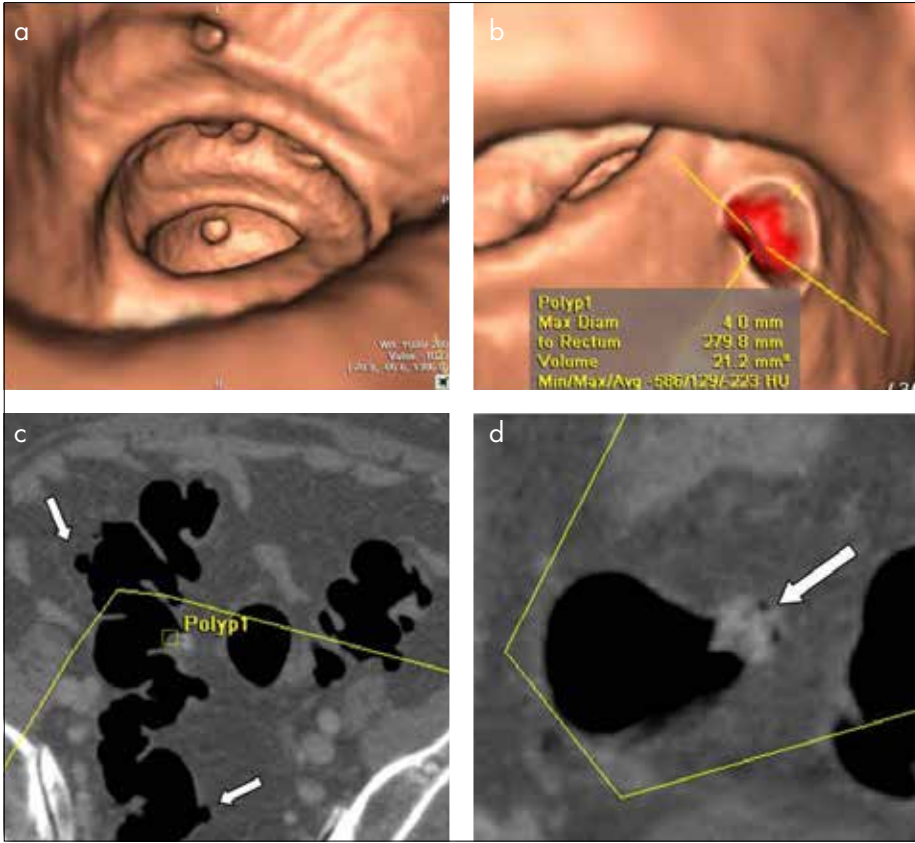 a
b
Polyp1
Max Diam 4.0 mm
to Rectum 279.8 mm
Volume 21.2 mm³
Min/Max/Avg -586/129/-223 HU
c
Polyp1
d